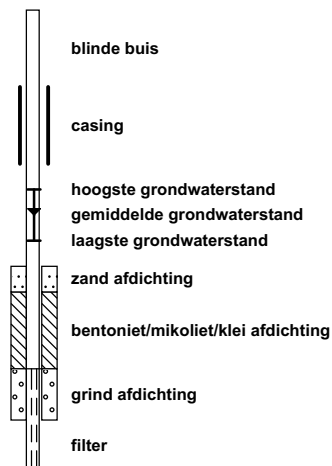 blinde buis
casing
hoogste grondwaterstand
gemiddelde grondwaterstand
laagste grondwaterstand
zand afdichting
bentoniet/mikoliet/klei afdichting
grind afdichting
filter